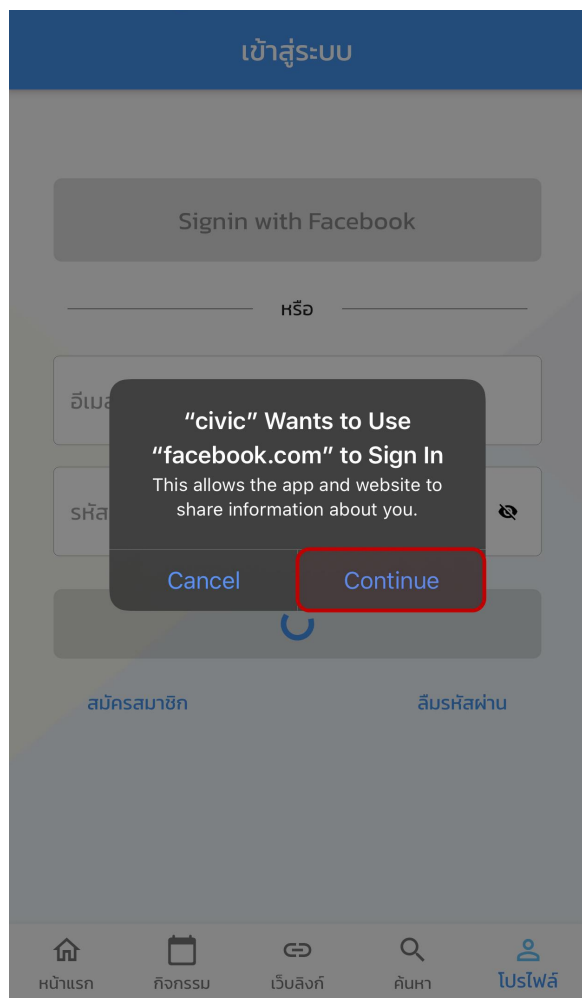 เข้าสู่ระบบ
Signin with Facebook
หรือ
"civic" Wants to Use
"facebook.com" to Sign In
This allows the app and website to
share information about you.
Cancel Continue
สมัครสมาชิก ลืมรหัสผ่าน
หน้าแรก กิจกรรม เว็บลิงก์ ค้นหา โปรไฟล์